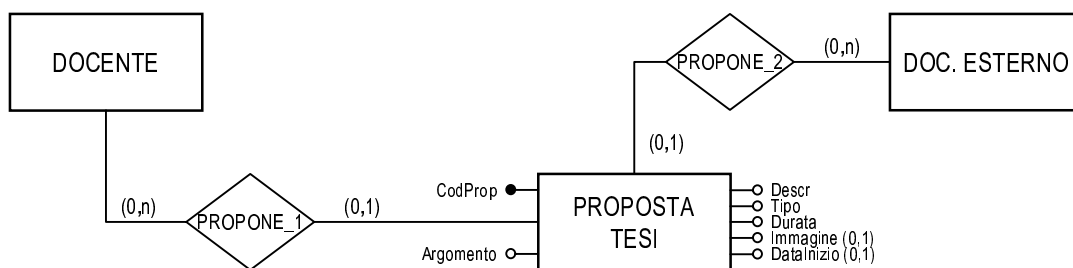 DOCENTE
PROPONE_2
(0,n)
DOC. ESTERNO
(0,1)
(0,n)
PROPONE_1
(0,1)
CodProp
Argomento
PROPOSTA
TESI
Descr
Tipo
Durata
Immagine (0,1)
DataInizio (0,1)